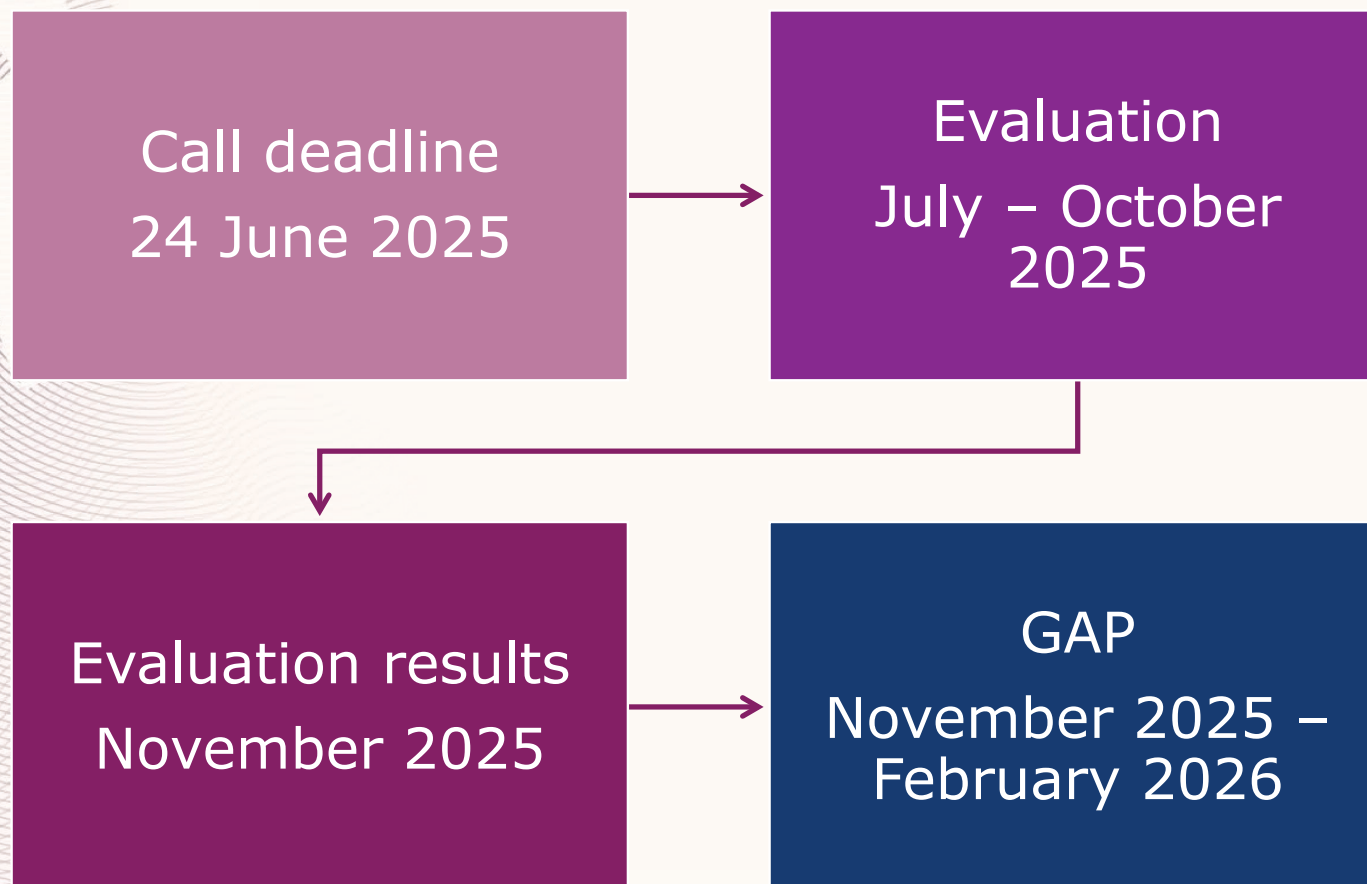 Call deadline
24 June 2025
Evaluation
July – October
2025
Evaluation results
November 2025
GAP
November 2025 –
February 2026